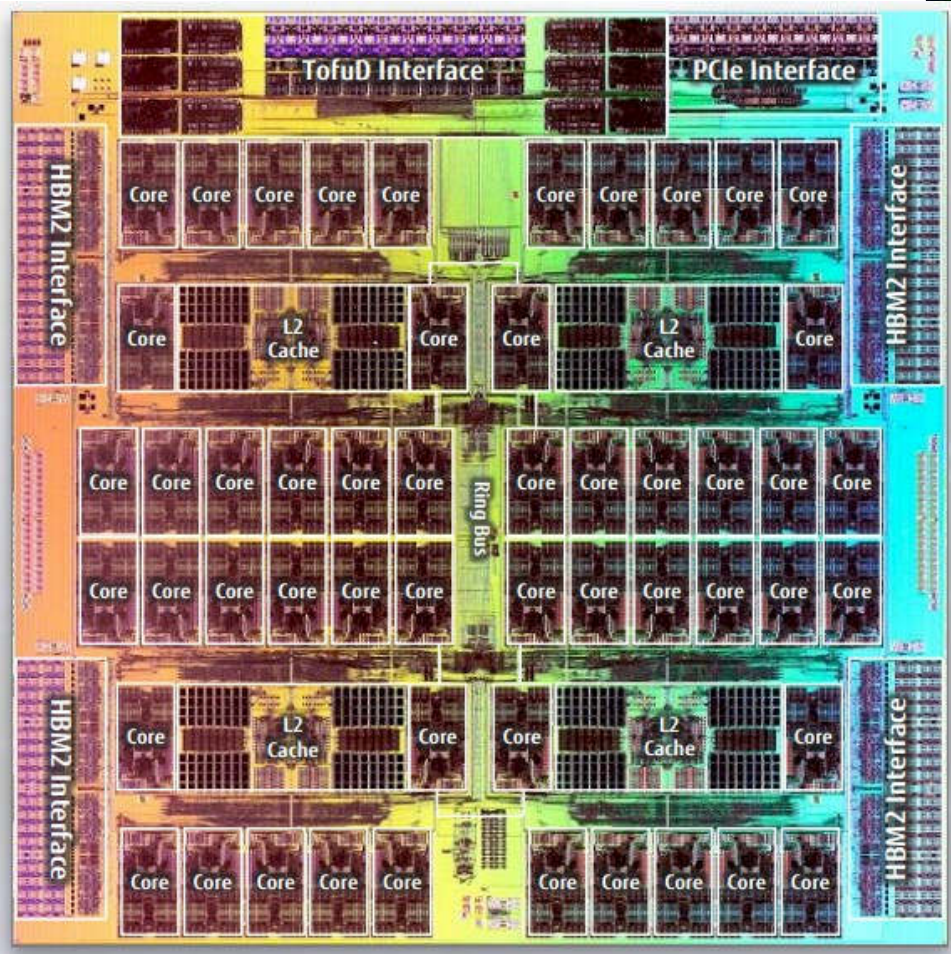 TofuD Interface PCIe Interface
HBM2 Interface
HBM2 Interface
Core Core Core Core Core Core Core Core Core Core
Core L2 Cache Core Core L2 Cache Core
Core Core Core Core Core Core Core Core Core Core Core Core
Ring Bus
Core Core Core Core Core Core Core Core Core Core Core Core
HBM2 Interface
HBM2 Interface
Core L2 Cache Core Core L2 Cache Core
Core Core Core Core Core Core Core Core Core Core